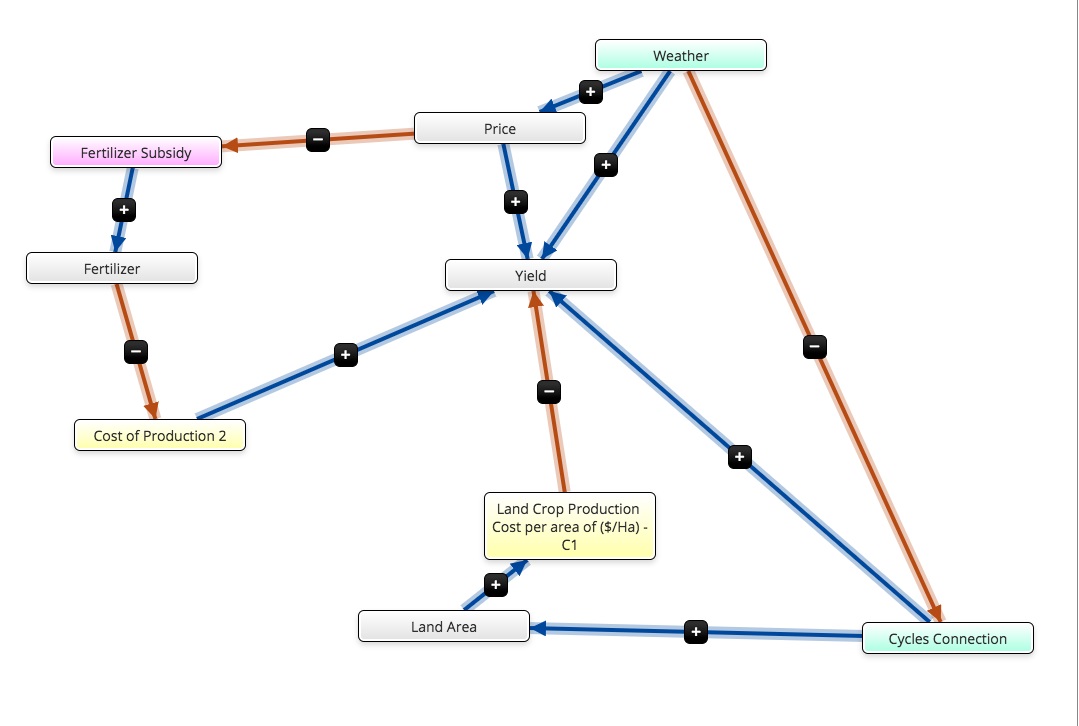 Weather
+
Price
−
Fertilizer Subsidy
+
+
+
Fertilizer
Yield
−
+
−
−
Cost of Production 2
+
Land Crop Production
Cost per area of ($/Ha) -
C1
+
Land Area
+
Cycles Connection